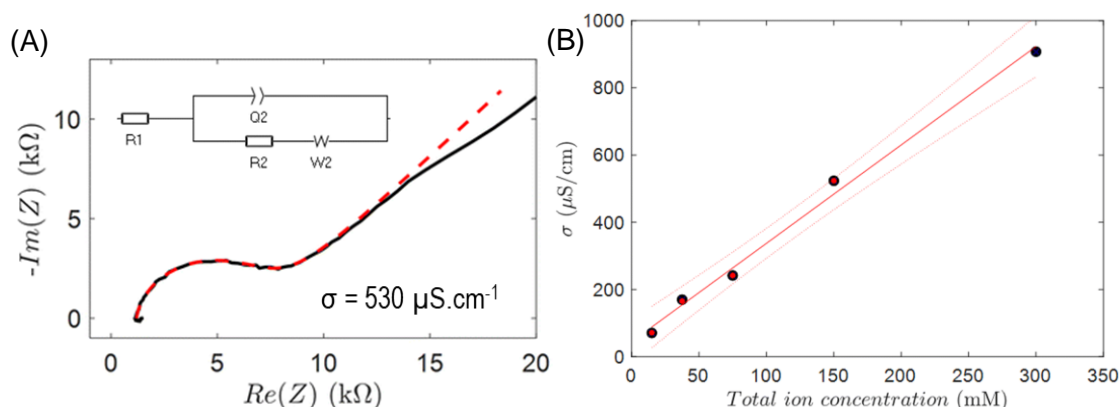 (A)
-Im(Z) (kΩ)
10
5
0
Q2
R1
R2
W2
σ = 530 µS.cm-1
0
5
10
15
20
Re(Z) (kΩ)
(B)
σ (µS/cm)
1000
800
600
400
200
0
0
50
100
150
200
250
300
350
Total ion concentration (mM)